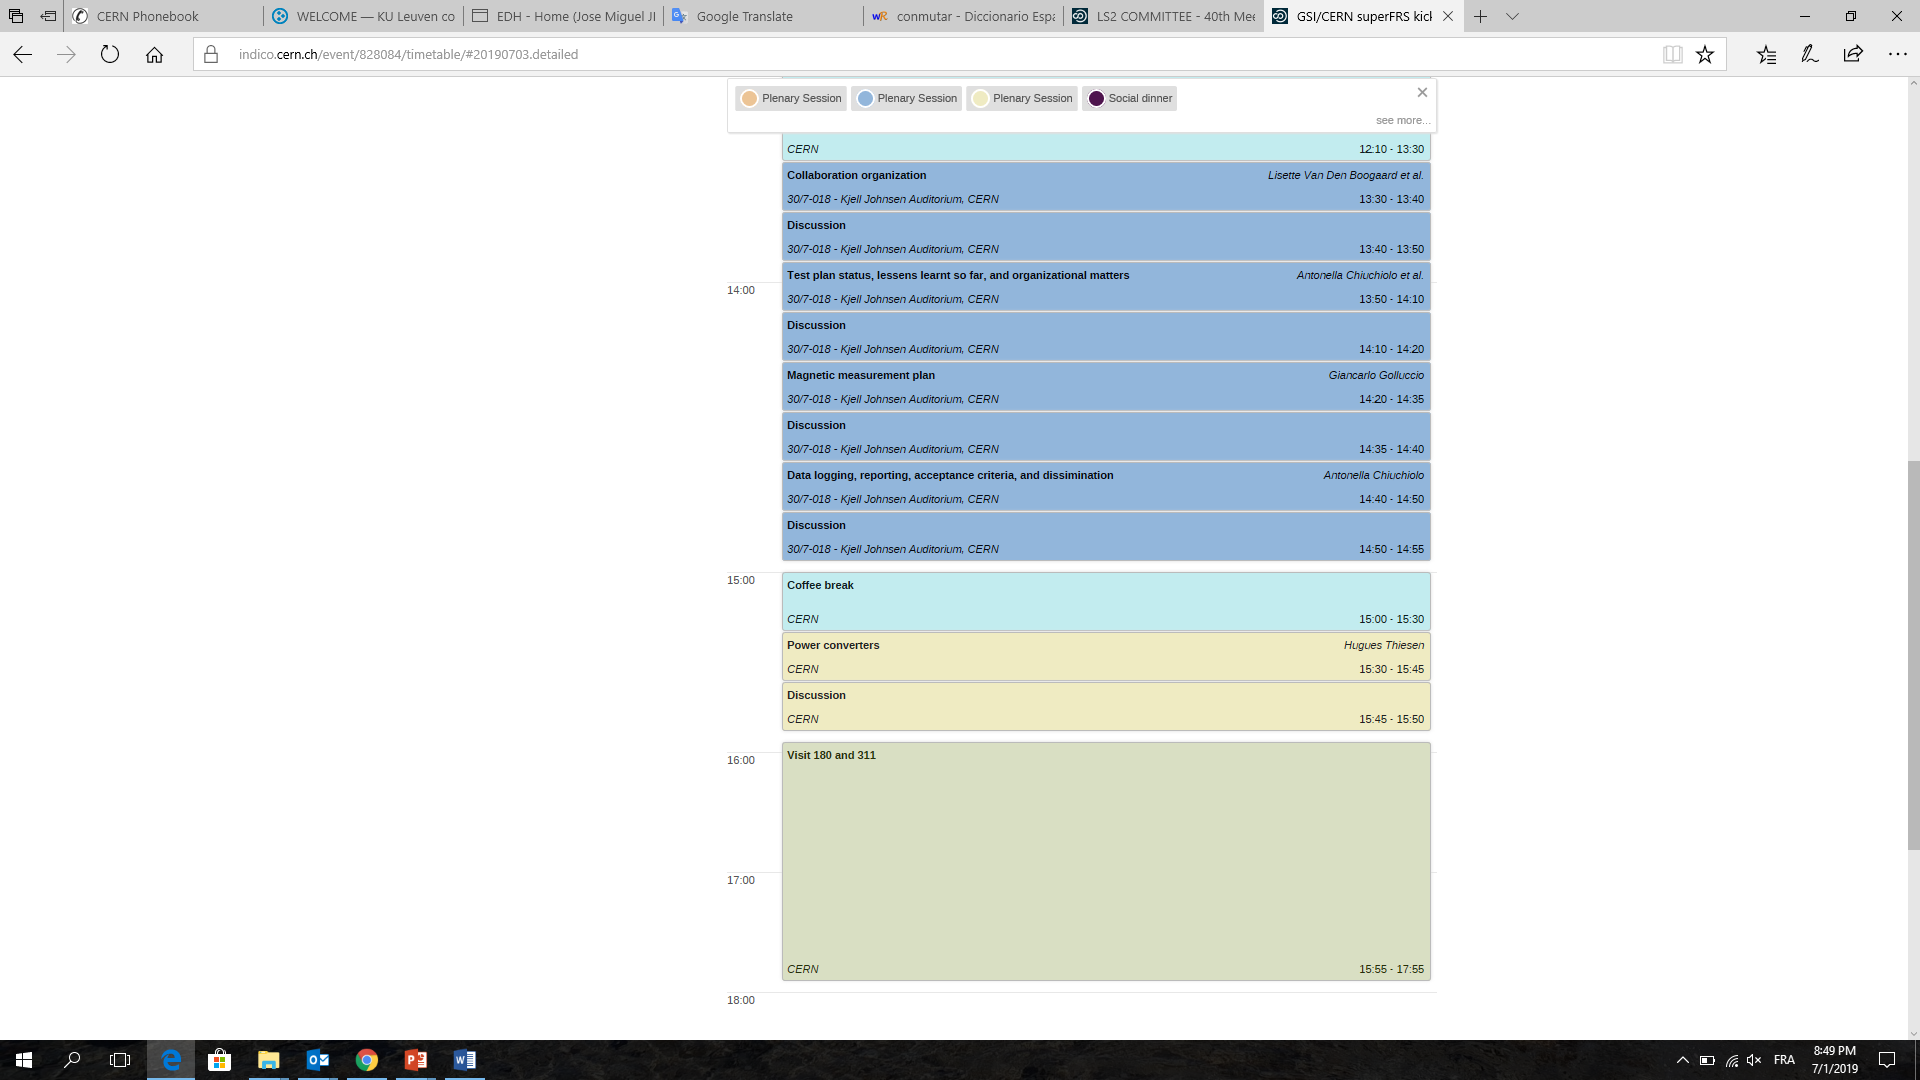 CERN Phonebook
WELCOME — KU Leuven co
EDH - Home (Jose Miguel JI
Google Translate
conmutar - Diccionario Espa
LS2 COMMITTEE - 40th Mee
GSI/CERN superFRS kick
indico.cern.ch/event/828084/timetable/#20190703.detailed
Plenary Session
Plenary Session
Plenary Session
Social dinner
see more...
CERN 12:10 - 13:30
Collaboration organization Lisette Van Den Boogaard et al.
30/7-018 - Kjell Johnsen Auditorium, CERN 13:30 - 13:40
Discussion
30/7-018 - Kjell Johnsen Auditorium, CERN 13:40 - 13:50
Test plan status, lessens learnt so far, and organizational matters Antonella Chiuchiolo et al.
14:00
30/7-018 - Kjell Johnsen Auditorium, CERN 13:50 - 14:10
Discussion
30/7-018 - Kjell Johnsen Auditorium, CERN 14:10 - 14:20
Magnetic measurement plan Giancarlo Golluccio
30/7-018 - Kjell Johnsen Auditorium, CERN 14:20 - 14:35
Discussion
30/7-018 - Kjell Johnsen Auditorium, CERN 14:35 - 14:40
Data logging, reporting, acceptance criteria, and dissimination Antonella Chiuchiolo
30/7-018 - Kjell Johnsen Auditorium, CERN 14:40 - 14:50
Discussion
30/7-018 - Kjell Johnsen Auditorium, CERN 14:50 - 14:55
15:00
Coffee break
CERN 15:00 - 15:30
Power converters Hugues Thiesen
CERN 15:30 - 15:45
Discussion
CERN 15:45 - 15:50
Visit 180 and 311
16:00
17:00
CERN 15:55 - 17:55
18:00
FRA
8:49 PM
7/1/2019